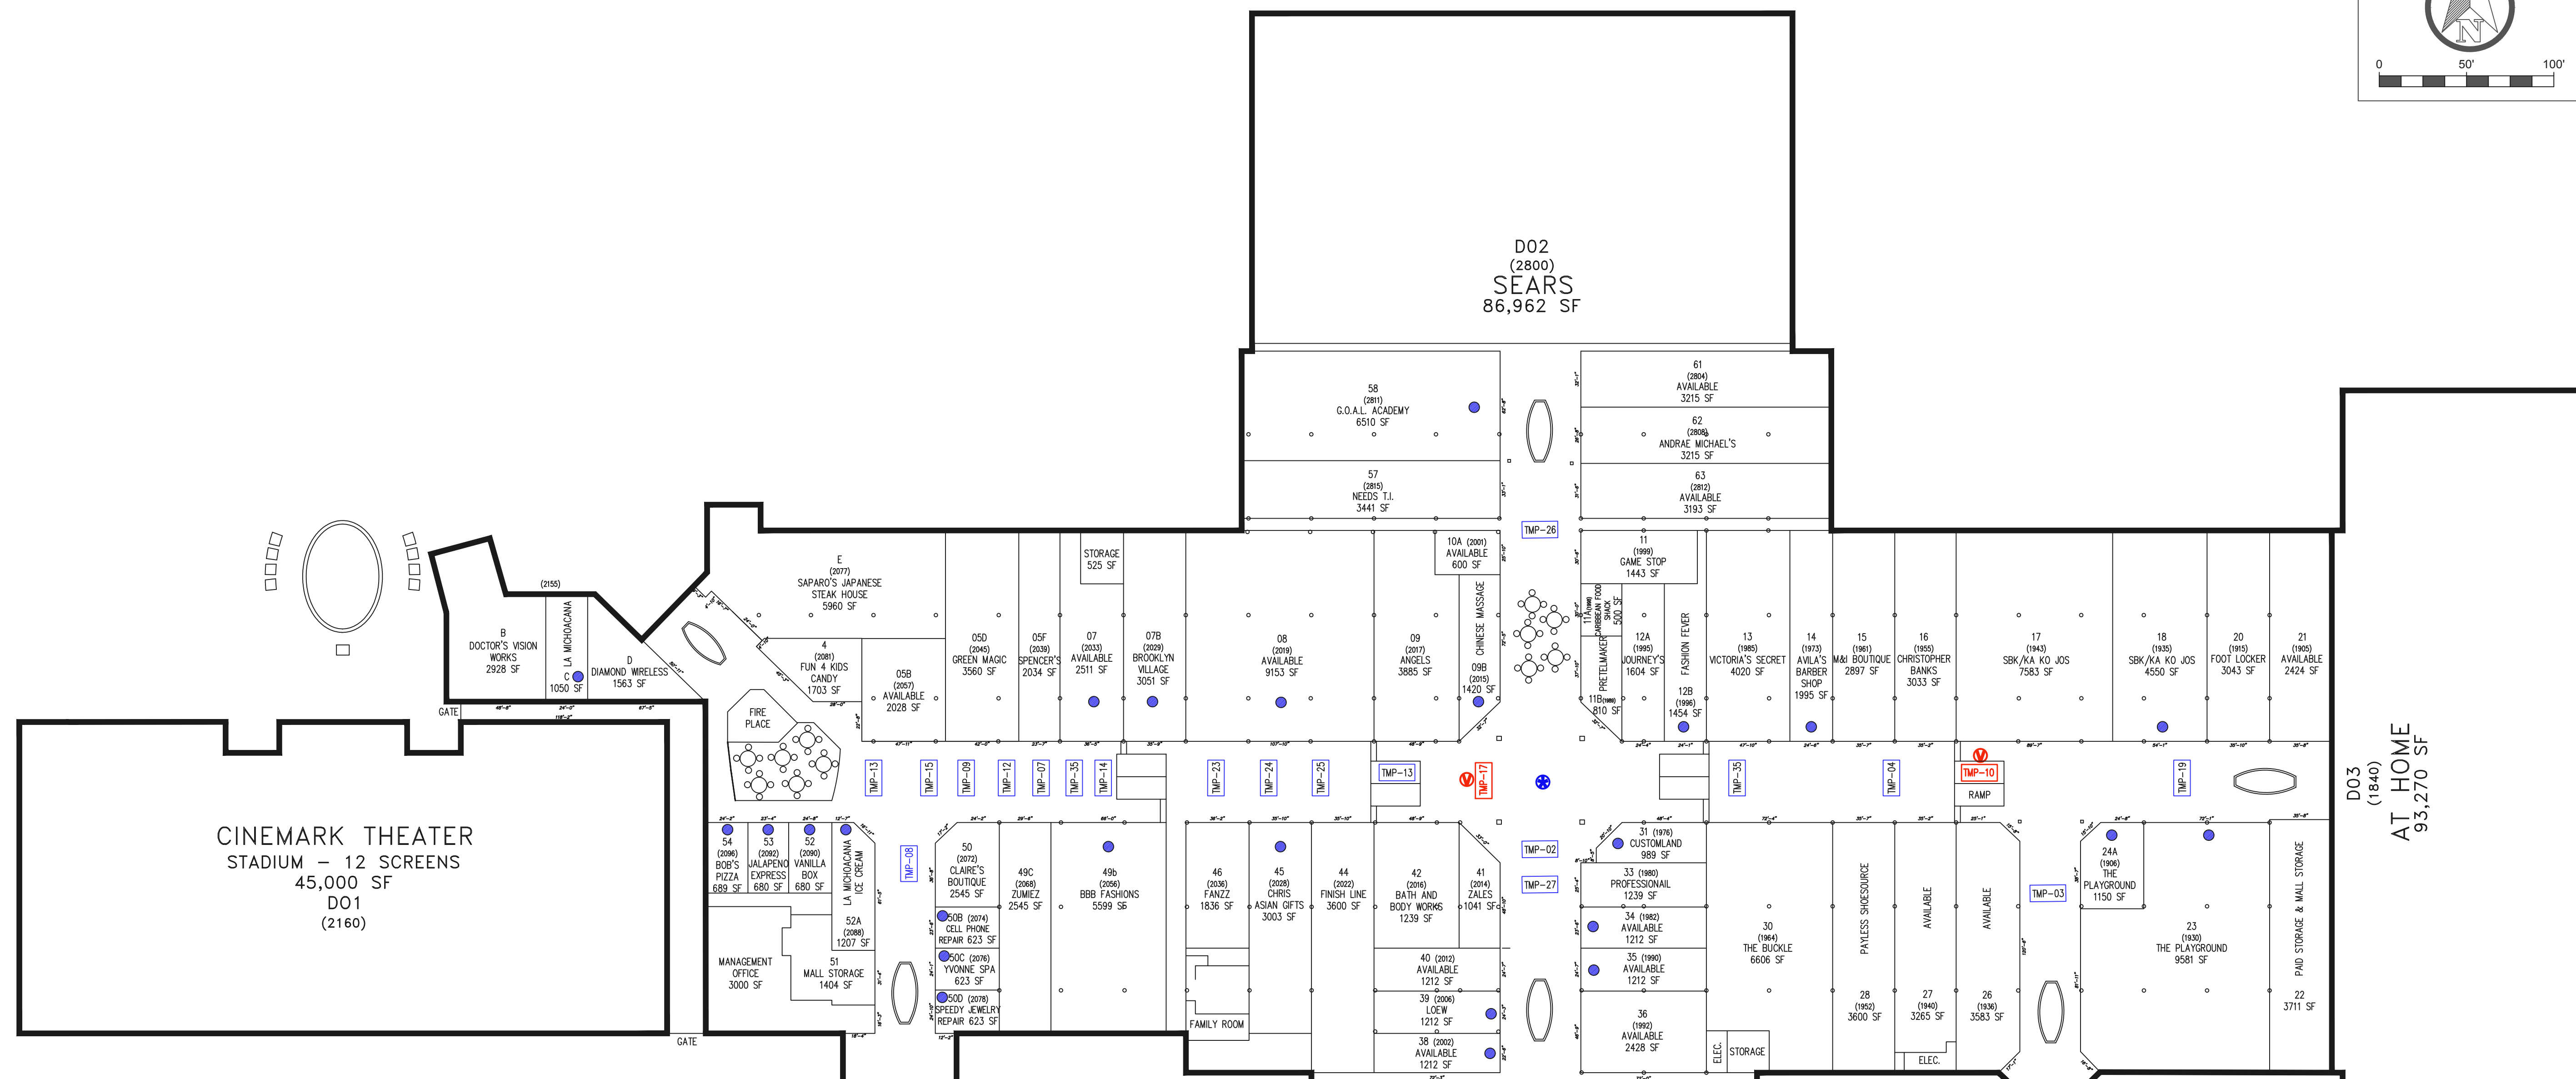 N
0 50' 100'
D02
(2800)
SEARS
86,962 SF
58
(2811)
G.O.A.L. ACADEMY
6510 SF
57
(2815)
NEEDS T.I.
3441 SF
61
(2804)
AVAILABLE
3215 SF
62
(2808)
ANDRAE MICHAEL'S
3215 SF
63
(2812)
AVAILABLE
3193 SF
TMP-26
CINEMARK THEATER
STADIUM - 12 SCREENS
45,000 SF
D01
(2160)
GATE
GATE
B
DOCTOR'S VISION
WORKS
2928 SF
(2155)
LA MICHOACANA
C
1050 SF
D
DIAMOND WIRELESS
1563 SF
E
(2077)
SAPARO'S JAPANESE
STEAK HOUSE
5960 SF
4
(2081)
FUN 4 KIDS
CANDY
1703 SF
FIRE
PLACE
05B
(2057)
AVAILABLE
2028 SF
05D
(2045)
GREEN MAGIC
3560 SF
05F
(2039)
SPENCER'S
2034 SF
STORAGE
525 SF
07
(2033)
AVAILABLE
2511 SF
07B
(2029)
BROOKLYN
VILLAGE
3051 SF
08
(2019)
AVAILABLE
9153 SF
09
(2017)
ANGELS
3885 SF
10A (2001)
AVAILABLE
600 SF
CHINESE MASSAGE
09B
(2015)
1420 SF
11
(1999)
GAME STOP
1443 SF
11A
CARIBBEAN FOOD
SHACK
500 SF
PRETELMAKER
11B
810 SF
12A
(1995)
JOURNEY'S
1604 SF
FASHION FEVER
12B
(1996)
1454 SF
13
(1985)
VICTORIA'S SECRET
4020 SF
14
(1973)
AVILA'S
BARBER
SHOP
1995 SF
15
(1961)
M&J BOUTIQUE
2897 SF
16
(1955)
CHRISTOPHER
BANKS
3033 SF
17
(1943)
SBK/KA KO JOS
7583 SF
18
(1935)
SBK/KA KO JOS
4550 SF
20
(1915)
FOOT LOCKER
3043 SF
21
(1905)
AVAILABLE
2424 SF
D03
(1840)
AT HOME
93,270 SF
TMP-13
TMP-15
TMP-09
TMP-12
TMP-07
TMP-35
TMP-14
TMP-23
TMP-24
TMP-25
TMP-13
V
TMP-17
TMP-35
TMP-04
V
TMP-10
RAMP
TMP-19
TMP-08
TMP-02
TMP-27
TMP-03
54
(2096)
BOB'S
PIZZA
689 SF
53
(2092)
JALAPENO
EXPRESS
680 SF
52
(2090)
VANILLA
BOX
680 SF
LA MICHOACANA
ICE CREAM
52A
(2088)
1207 SF
MANAGEMENT
OFFICE
3000 SF
51
MALL STORAGE
1404 SF
50
(2072)
CLAIRE'S
BOUTIQUE
2545 SF
50B (2074)
CELL PHONE
REPAIR 623 SF
50C (2076)
YVONNE SPA
623 SF
50D (2078)
SPEEDY JEWELRY
REPAIR 623 SF
49C
(2068)
ZUMIEZ
2545 SF
49b
(2056)
BBB FASHIONS
5599 SF
46
(2036)
FANZZ
1836 SF
FAMILY ROOM
45
(2028)
CHRIS
ASIAN GIFTS
3003 SF
44
(2022)
FINISH LINE
3600 SF
42
(2016)
BATH AND
BODY WORKS
1239 SF
41
(2014)
ZALES
1041 SF
40 (2012)
AVAILABLE
1212 SF
39 (2006)
LOEW
1212 SF
38 (2002)
AVAILABLE
1212 SF
31 (1976)
CUSTOMLAND
989 SF
33 (1980)
PROFESSIONAIL
1239 SF
34 (1982)
AVAILABLE
1212 SF
35 (1990)
AVAILABLE
1212 SF
36
(1992)
AVAILABLE
2428 SF
30
(1964)
THE BUCKLE
6606 SF
ELEC.
STORAGE
PAYLESS SHOESOURCE
28
(1952)
3600 SF
AVAILABLE
27
(1940)
3265 SF
ELEC.
AVAILABLE
26
(1936)
3583 SF
24A
(1906)
THE
PLAYGROUND
1150 SF
23
(1930)
THE PLAYGROUND
9581 SF
PAID STORAGE & MALL STORAGE
22
3711 SF